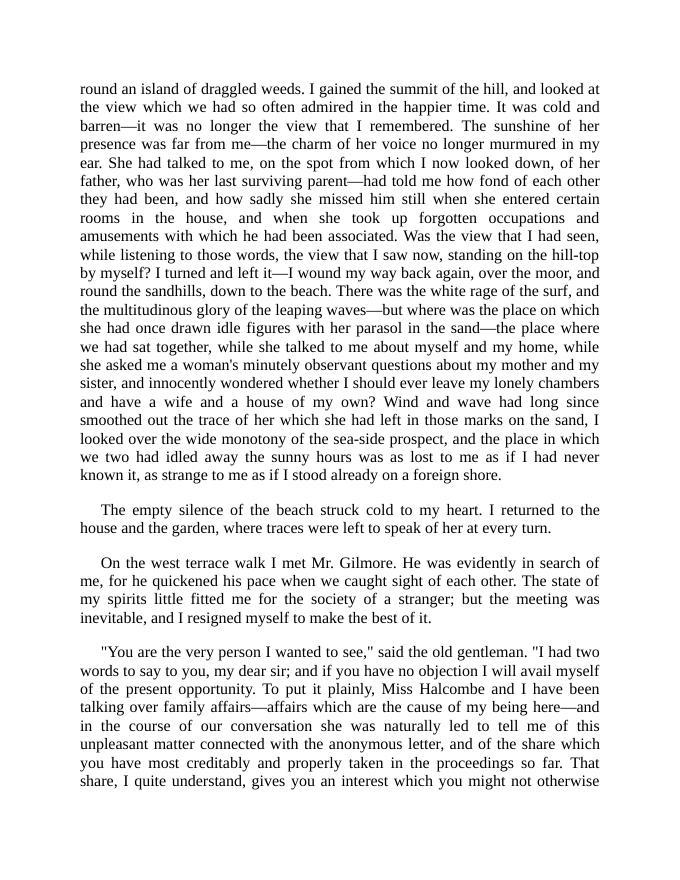 round an island of draggled weeds. I gained the summit of the hill, and looked at
the view which we had so often admired in the happier time. It was cold and
barren—it was no longer the view that I remembered. The sunshine of her
presence was far from me—the charm of her voice no longer murmured in my
ear. She had talked to me, on the spot from which I now looked down, of her
father, who was her last surviving parent—had told me how fond of each other
they had been, and how sadly she missed him still when she entered certain
rooms in the house, and when she took up forgotten occupations and
amusements with which he had been associated. Was the view that I had seen,
while listening to those words, the view that I saw now, standing on the hill-top
by myself? I turned and left it—I wound my way back again, over the moor, and
round the sandhills, down to the beach. There was the white rage of the surf, and
the multitudinous glory of the leaping waves—but where was the place on which
she had once drawn idle figures with her parasol in the sand—the place where
we had sat together, while she talked to me about myself and my home, while
she asked me a woman's minutely observant questions about my mother and my
sister, and innocently wondered whether I should ever leave my lonely chambers
and have a wife and a house of my own? Wind and wave had long since
smoothed out the trace of her which she had left in those marks on the sand, I
looked over the wide monotony of the sea-side prospect, and the place in which
we two had idled away the sunny hours was as lost to me as if I had never
known it, as strange to me as if I stood already on a foreign shore.
The empty silence of the beach struck cold to my heart. I returned to the
house and the garden, where traces were left to speak of her at every turn.
On the west terrace walk I met Mr. Gilmore. He was evidently in search of
me, for he quickened his pace when we caught sight of each other. The state of
my spirits little fitted me for the society of a stranger; but the meeting was
inevitable, and I resigned myself to make the best of it.
"You are the very person I wanted to see," said the old gentleman. "I had two
words to say to you, my dear sir; and if you have no objection I will avail myself
of the present opportunity. To put it plainly, Miss Halcombe and I have been
talking over family affairs—affairs which are the cause of my being here—and
in the course of our conversation she was naturally led to tell me of this
unpleasant matter connected with the anonymous letter, and of the share which
you have most creditably and properly taken in the proceedings so far. That
share, I quite understand, gives you an interest which you might not otherwise